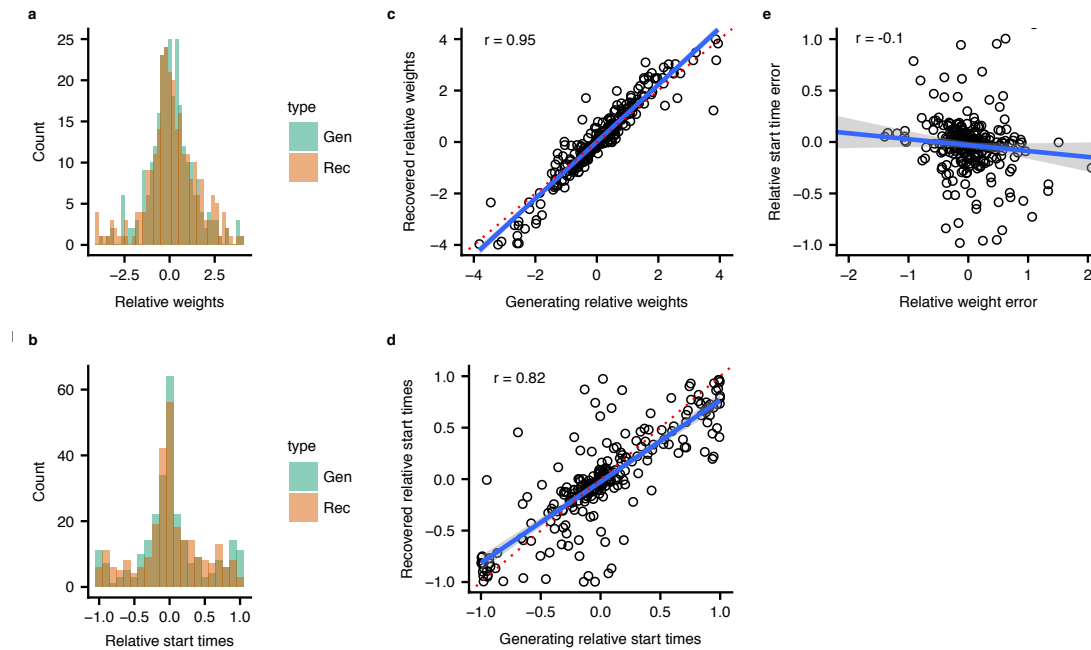 a
25
20
15
10
5
0
Count
−2.5 0.0 2.5
Relative weights
type
Gen
Rec
b
60
40
20
0
Count
−1.0 −0.5 0.0 0.5 1.0
Relative start times
type
Gen
Rec
c
r = 0.95
4
2
0
−2
−4
Recovered relative weights
−4 −2 0 2 4
Generating relative weights
d
r = 0.82
1.0
0.5
0.0
−0.5
−1.0
Recovered relative start times
−1.0 −0.5 0.0 0.5 1.0
Generating relative start times
e
r = -0.1
1.0
0.5
0.0
−0.5
−1.0
Relative start time error
−2 −1 0 1 2
Relative weight error